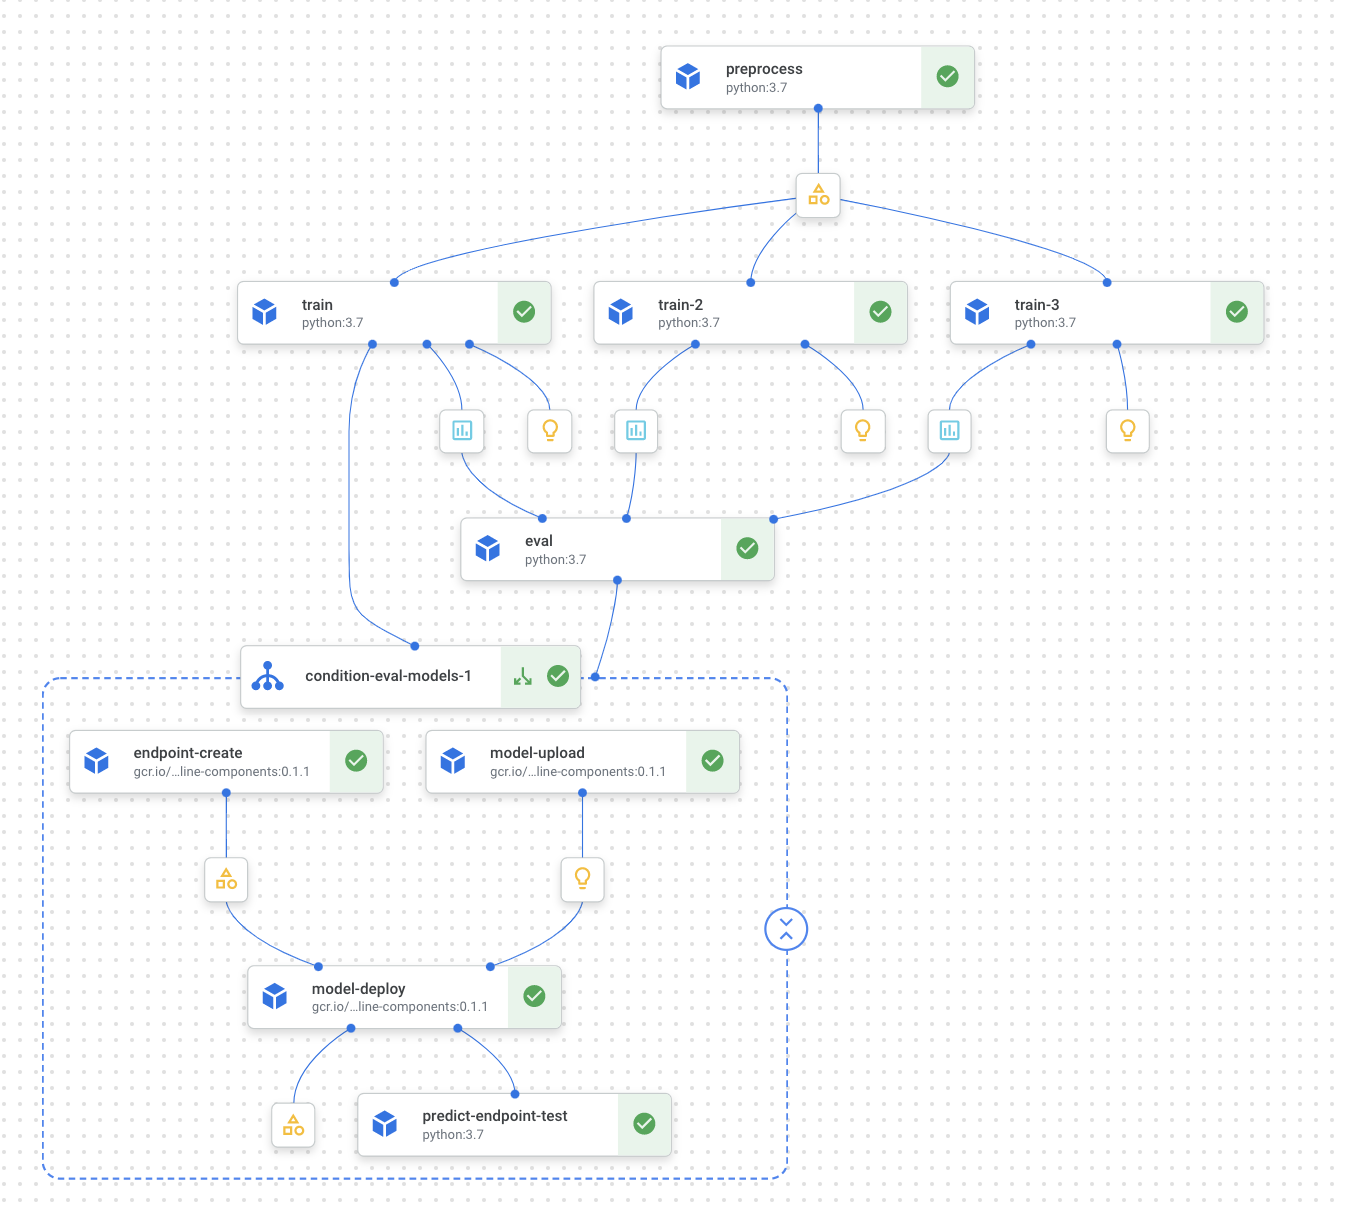 preprocess
python:3.7
train
python:3.7
train-2
python:3.7
train-3
python:3.7
eval
python:3.7
condition-eval-models-1
endpoint-create
gcr.io/...line-components:0.1.1
model-upload
gcr.io/...line-components:0.1.1
model-deploy
gcr.io/...line-components:0.1.1
predict-endpoint-test
python:3.7